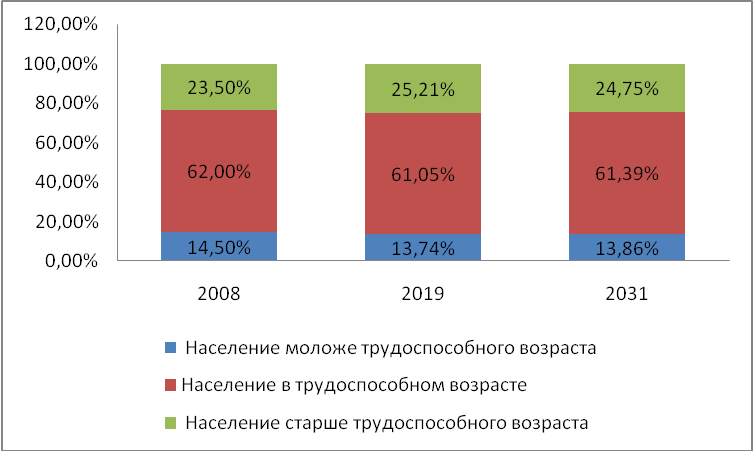 120,00%
100,00%
80,00%
60,00%
40,00%
20,00%
0,00%
23,50% 25,21% 24,75%
62,00% 61,05% 61,39%
14,50% 13,74% 13,86%
2008 2019 2031
Население моложе трудоспособного возраста
Население в трудоспособном возрасте
Население старше трудоспособного возраста